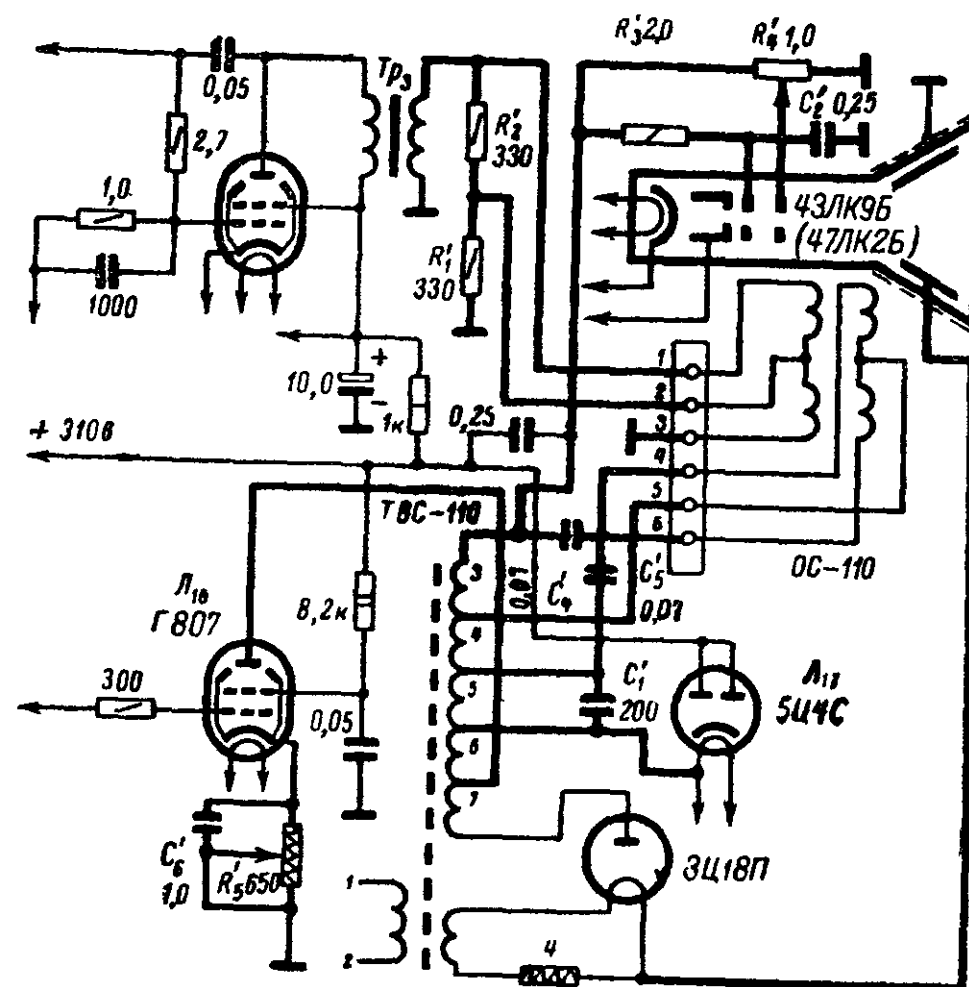 R'₃ 2,0
R'₄ 1,0
0,05
Тр₃
C'₂ 0,25
2,7
R'₂
330
1,0
43ЛК9Б
(47ЛК2Б)
R'₁
330
1000
1
+
10,0
-
1к
2
0,25
3
+ 310в
4
5
ТВС-110
6
ОС-110
3
0,01
C'₄
C'₅
0,01
Л₁₆
Г807
8,2к
4
Л₁₇
5Ц4С
300
5
C'₁
200
0,05
6
7
C'₆
1,0
R'₅ 650
3Ц18П
1
2
4